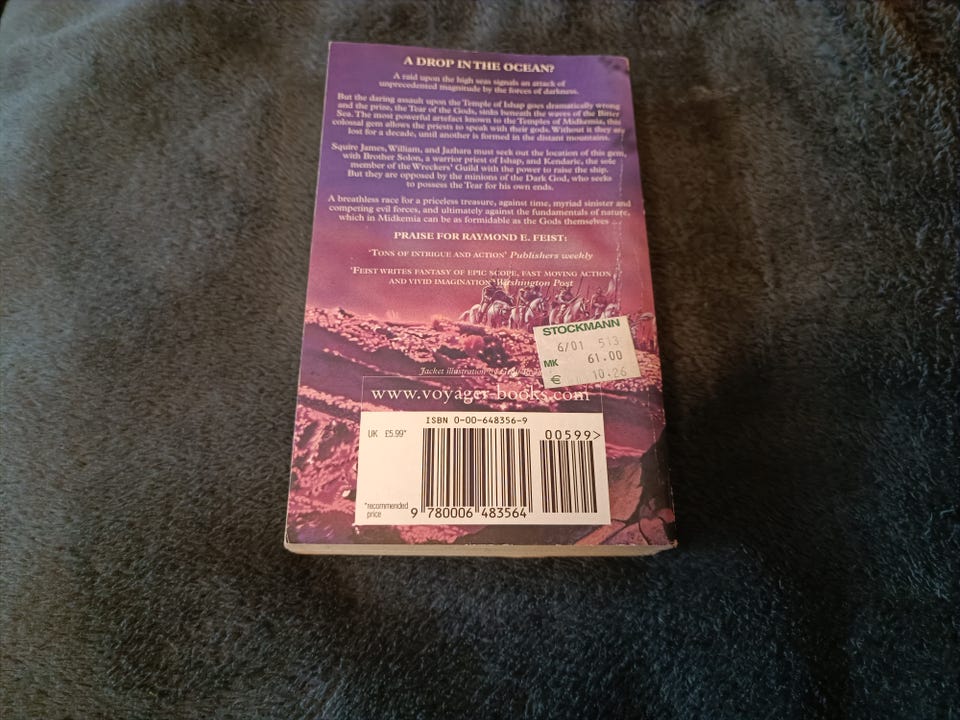 A DROP IN THE OCEAN?
A raid upon the high seas signals an attack of
unprecedented magnitude by the forces of darkness.
But the daring assault upon the Temple of Ishap goes dramatically wrong
and the prize, the Tear of the Gods, sinks beneath the waves of the Bitter
Sea. The most powerful artefact known to the Temples of Midkemia, this
colossal gem allows the priests to speak with their gods. Without it they are
lost for a decade, until another is formed in the distant mountains.
Squire James, William, and Jazhara must seek out the location of this gem,
with Brother Solon, a warrior priest of Ishap, and Kendaric, the sole
member of the Wreckers' Guild with the power to raise the ship.
But they are opposed by the minions of the Dark God, who seeks
to possess the Tear for his own ends.
A breathless race for a priceless treasure, against time, myriad sinister and
competing evil forces, and ultimately against the fundamentals of nature,
which in Midkemia can be as formidable as the Gods themselves ...
PRAISE FOR RAYMOND E. FEIST:
'TONS OF INTRIGUE AND ACTION' Publishers weekly
'FEIST WRITES FANTASY OF EPIC SCOPE, FAST MOVING ACTION
AND VIVID IMAGINATION' Washington Post
STOCKMANN
6/01 513
MK 61.00
€ 10.26
Jacket illustration
www.voyager-books.com
ISBN 0-00-648356-9
UK £5.99*
00599>
*recommended
price
9 780006 483564